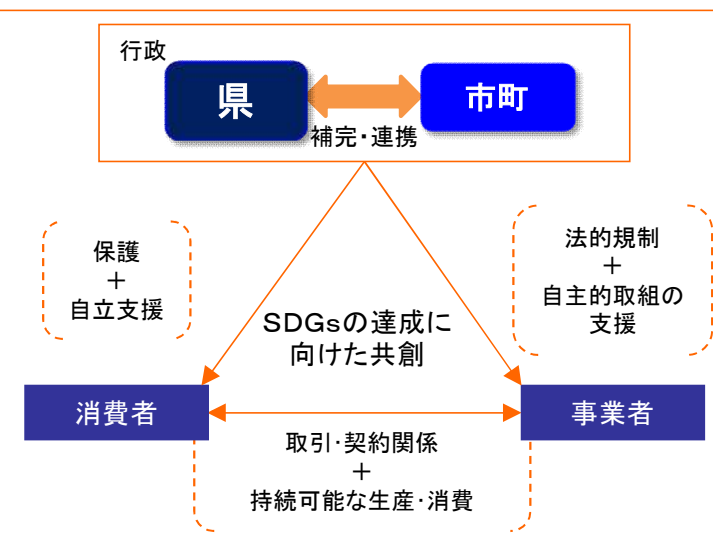 行政
県
市町
補完・連携
保護
＋
自立支援
法的規制
＋
自主的取組の
支援
SDGsの達成に
向けた共創
消費者
事業者
取引・契約関係
＋
持続可能な生産・消費